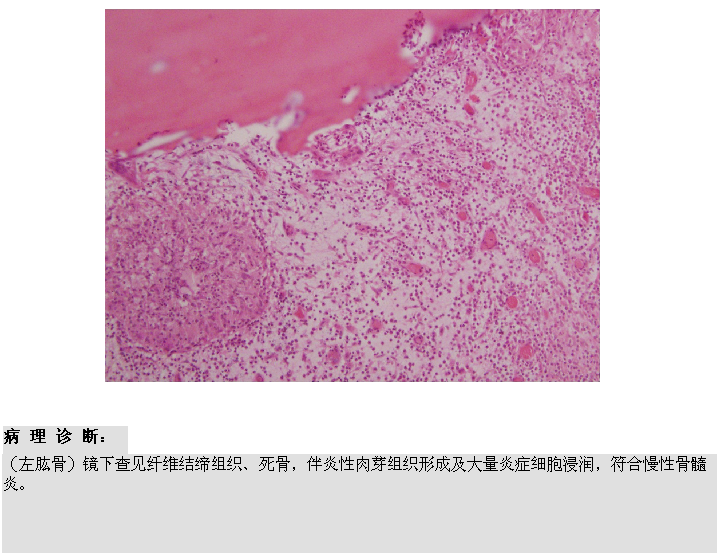 病 理 诊 断：
（左肱骨）镜下查见纤维结缔组织、死骨，伴炎性肉芽组织形成及大量炎症细胞浸润，符合慢性骨髓
炎。